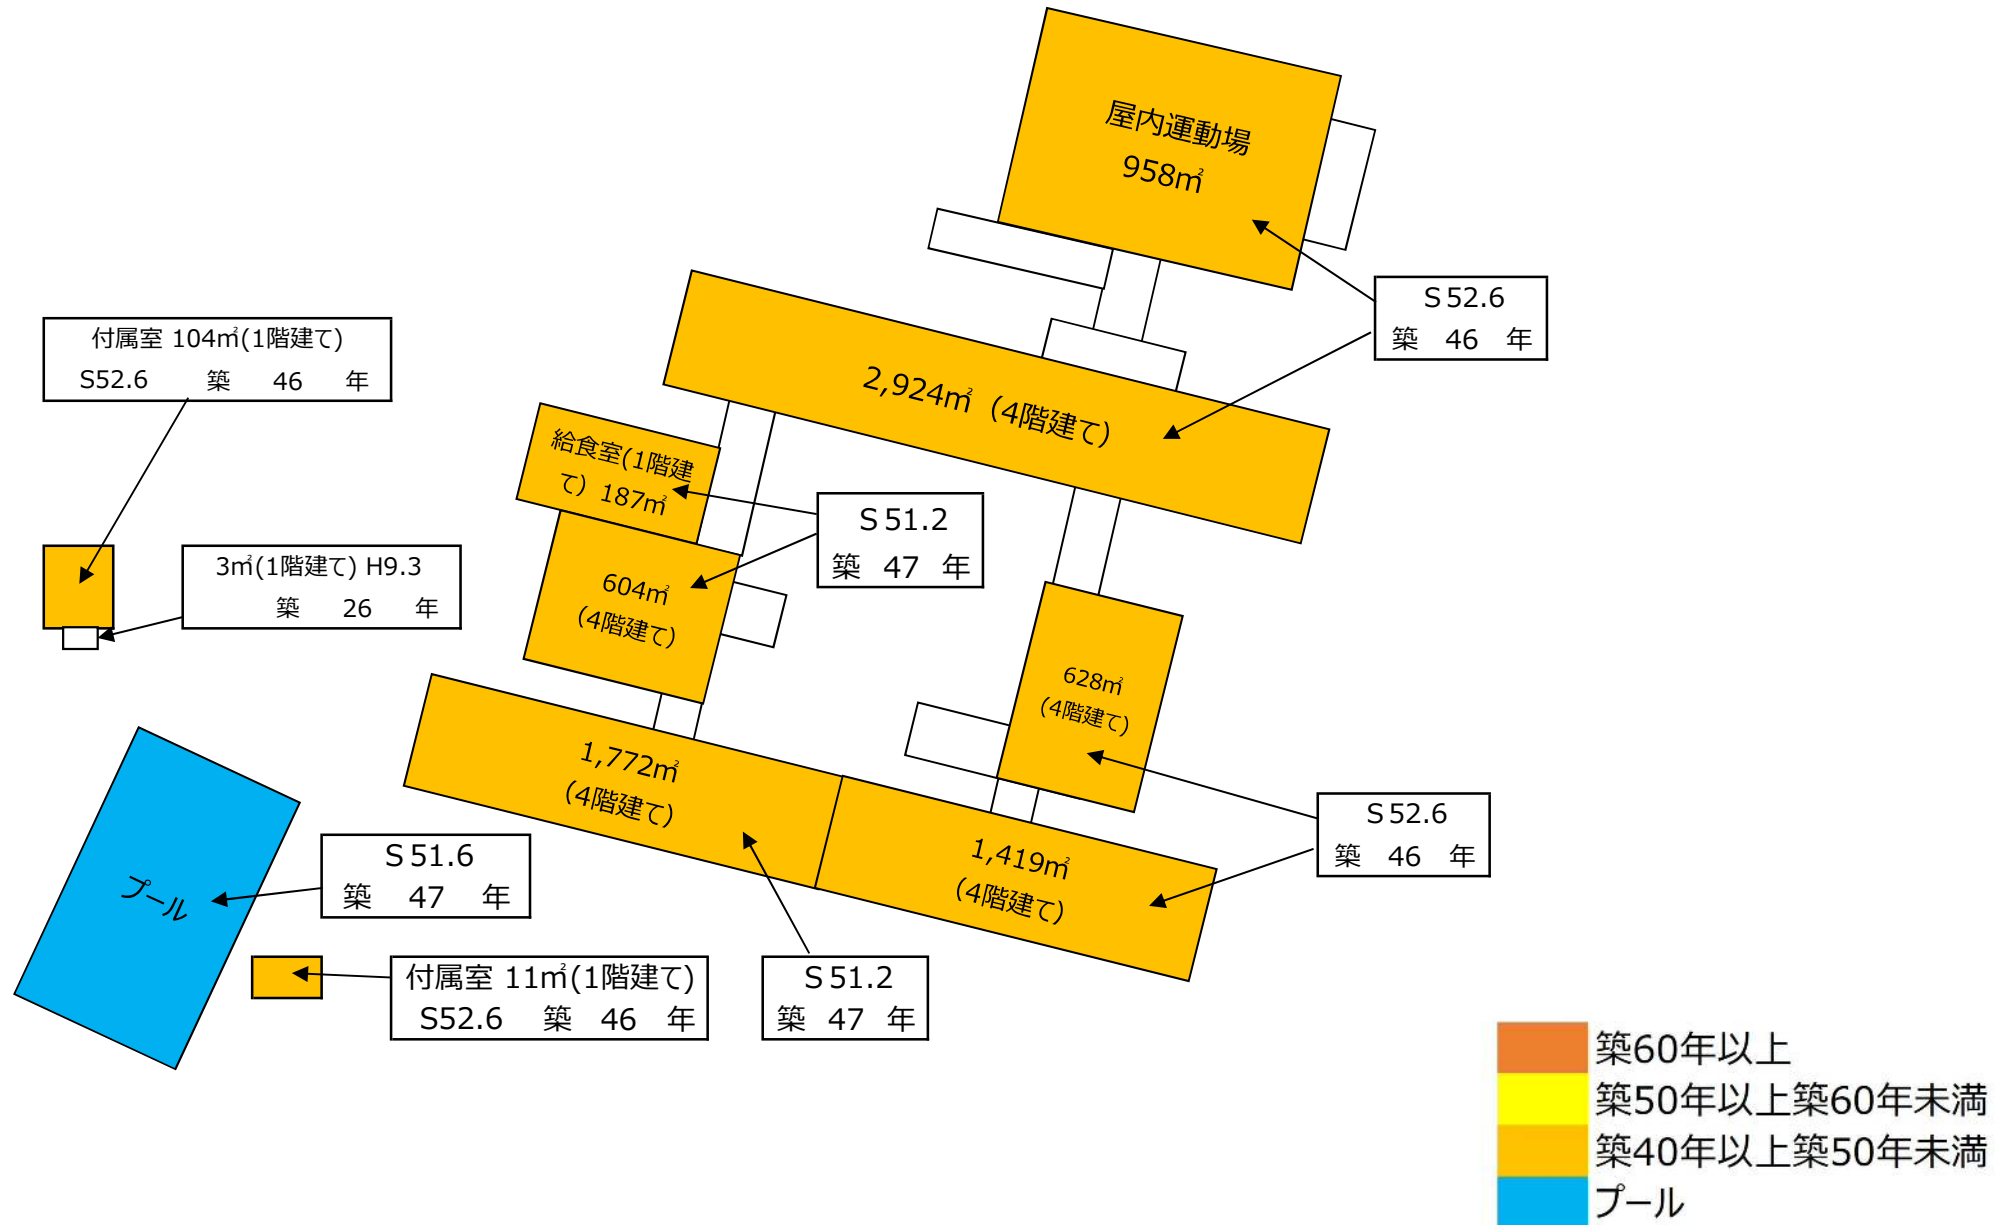 屋内運動場
958㎡
S 52.6
築 46 年
付属室 104㎡(1階建て)
S52.6 築 46 年
2,924㎡（4階建て）
給食室(1階建
て）187㎡
S 51.2
築 47 年
3㎡(1階建て) H9.3
築 26 年
604㎡
（4階建て）
628㎡
（4階建て）
1,772㎡
（4階建て）
S 52.6
築 46 年
1,419㎡
（4階建て）
S 51.6
築 47 年
プール
付属室 11㎡(1階建て)
S52.6 築 46 年
S 51.2
築 47 年
築60年以上
築50年以上築60年未満
築40年以上築50年未満
プール